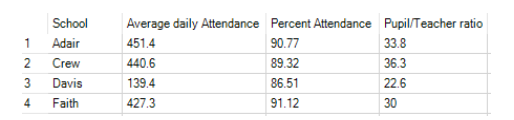 School Average daily Attendance Percent Attendance Pupil/Teacher ratio
1 Adair 451.4 90.77 33.8
2 Crew 440.6 89.32 36.3
3 Davis 139.4 86.51 22.6
4 Faith 427.3 91.12 30